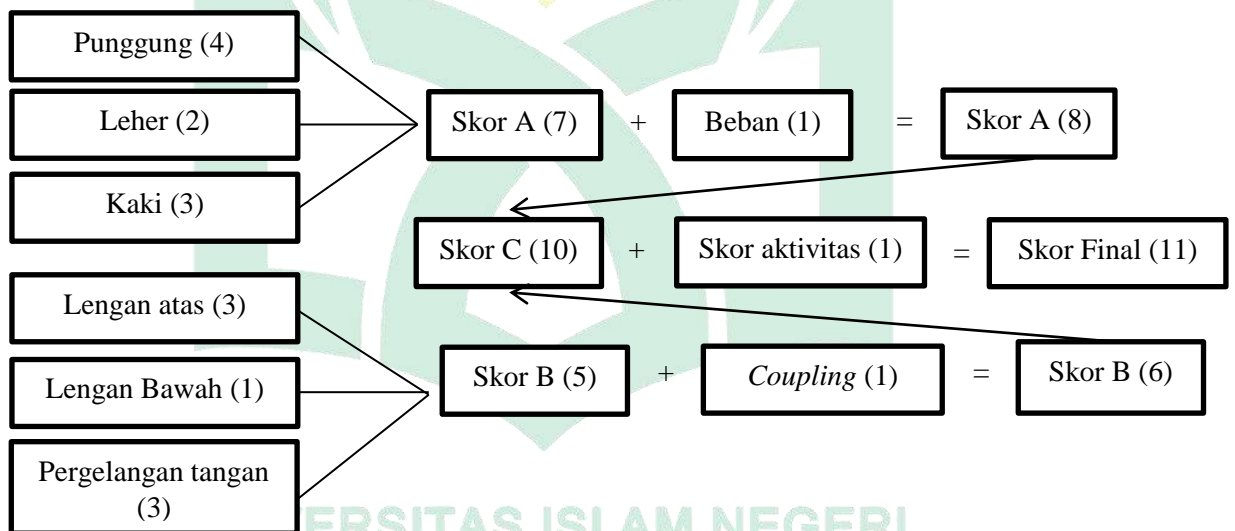 Punggung (4)
Leher (2)
Kaki (3)
Skor A (7) + Beban (1) = Skor A (8)
Skor C (10) + Skor aktivitas (1) = Skor Final (11)
Lengan atas (3)
Lengan Bawah (1)
Pergelangan tangan
(3)
Skor B (5) + Coupling (1) = Skor B (6)
ERSITAS ISLAM NEGERI